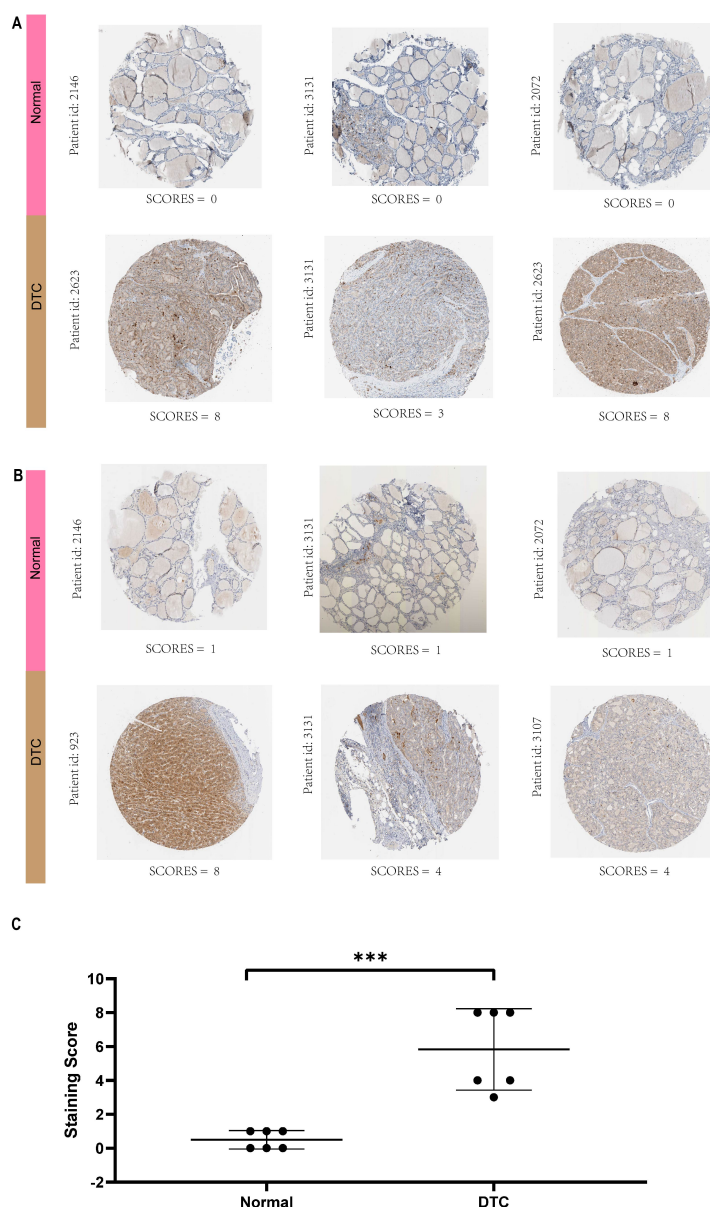 A
Normal
Patient id: 2146
Patient id: 3131
Patient id: 2072
SCORES = 0
SCORES = 0
SCORES = 0
DTC
Patient id: 2623
Patient id: 3131
Patient id: 2623
SCORES = 8
SCORES = 3
SCORES = 8
B
Normal
Patient id: 2146
Patient id: 3131
Patient id: 2072
SCORES = 1
SCORES = 1
SCORES = 1
DTC
Patient id: 923
Patient id: 3131
Patient id: 3107
SCORES = 8
SCORES = 4
SCORES = 4
C
***
Staining Score
10
8
6
4
2
0
-2
Normal
DTC